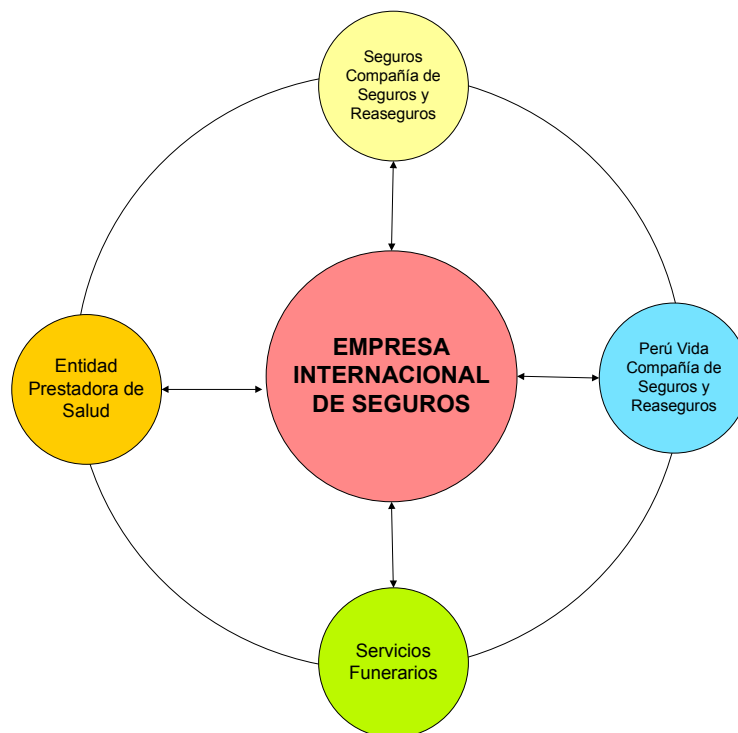 Seguros
Compañía de
Seguros y
Reaseguros
EMPRESA
INTERNACIONAL
DE SEGUROS
Entidad
Prestadora de
Salud
Perú Vida
Compañía de
Seguros y
Reaseguros
Servicios
Funerarios